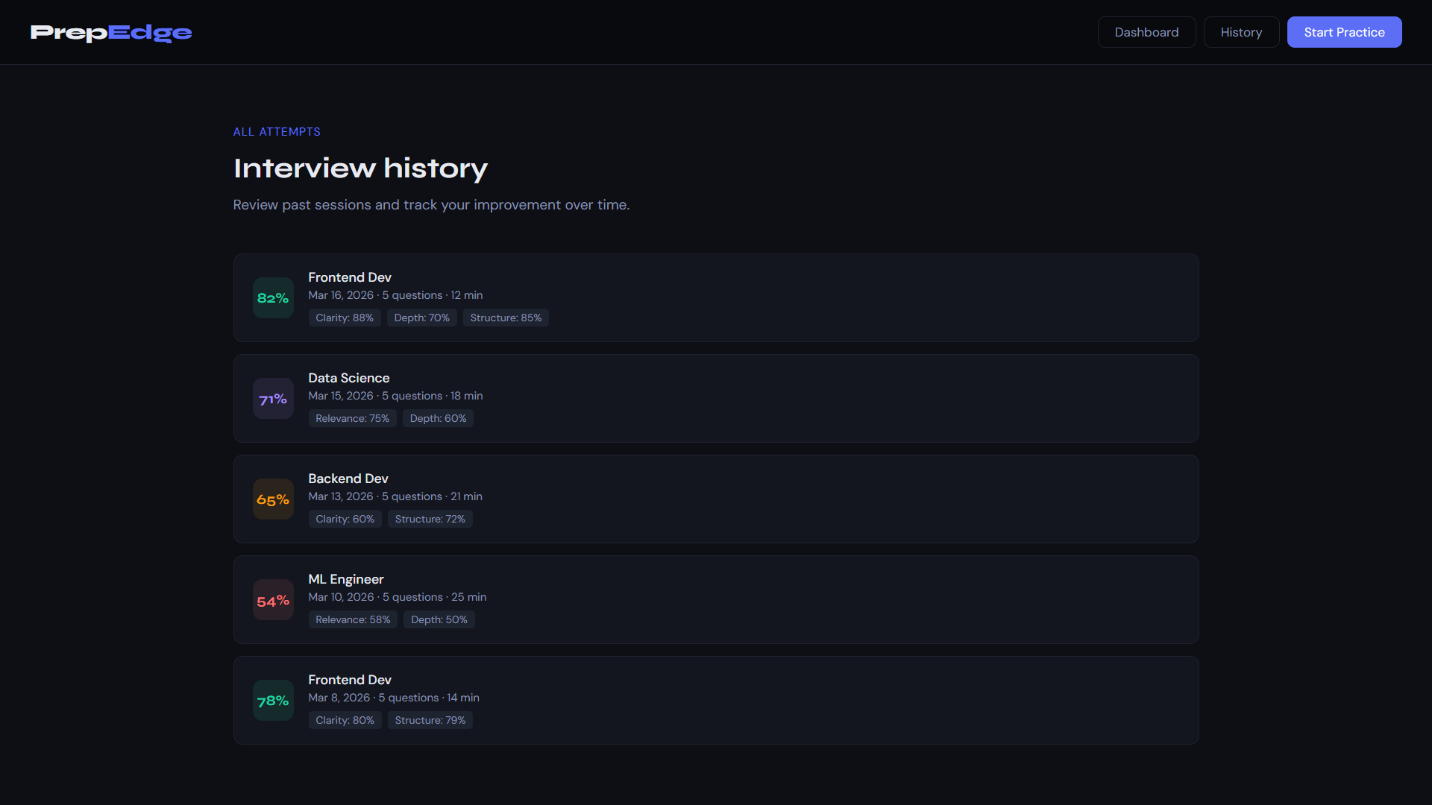 PrepEdge
Dashboard
History
Start Practice
ALL ATTEMPTS
Interview history
Review past sessions and track your improvement over time.
82%
Frontend Dev
Mar 16, 2026 · 5 questions · 12 min
Clarity: 88% Depth: 70% Structure: 85%
71%
Data Science
Mar 15, 2026 · 5 questions · 18 min
Relevance: 75% Depth: 60%
65%
Backend Dev
Mar 13, 2026 · 5 questions · 21 min
Clarity: 60% Structure: 72%
54%
ML Engineer
Mar 10, 2026 · 5 questions · 25 min
Relevance: 58% Depth: 50%
78%
Frontend Dev
Mar 8, 2026 · 5 questions · 14 min
Clarity: 80% Structure: 79%